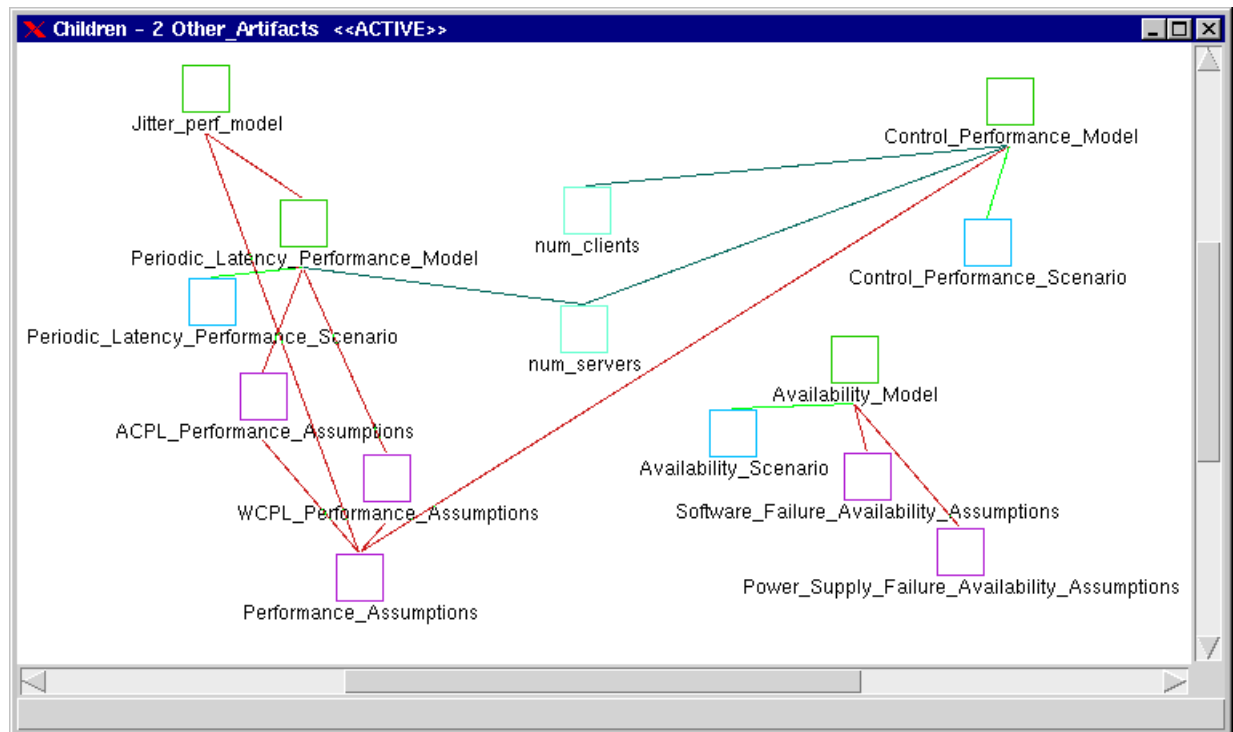 Children - 2 Other_Artifacts <<ACTIVE>>
Jitter_perf_model
Control_Performance_Model
Periodic_Latency_Performance_Model
num_clients
Control_Performance_Scenario
Periodic_Latency_Performance_Scenario
num_servers
Availability_Model
ACPL_Performance_Assumptions
Availability_Scenario
WCPL_Performance_Assumptions
Software_Failure_Availability_Assumptions
Power_Supply_Failure_Availability_Assumptions
Performance_Assumptions